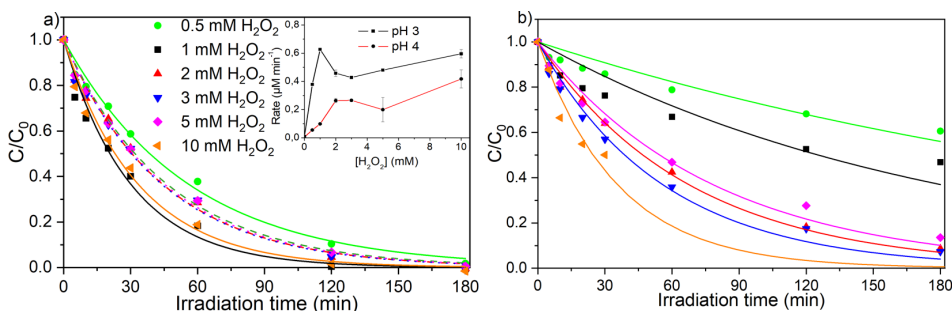 a)
0.5 mM H₂O₂
1 mM H₂O₂
2 mM H₂O₂
3 mM H₂O₂
5 mM H₂O₂
10 mM H₂O₂
C/C₀
1.0
0.8
0.6
0.4
0.2
0.0
0 30 60 90 120 150 180
Irradiation time (min)
pH 3
pH 4
Rate (µM min⁻¹)
0,8
0,6
0,4
0,2
0,0
0 2 4 6 8 10
[H₂O₂] (mM)
b)
C/C₀
1.0
0.8
0.6
0.4
0.2
0.0
0 30 60 90 120 150 180
Irradiation time (min)